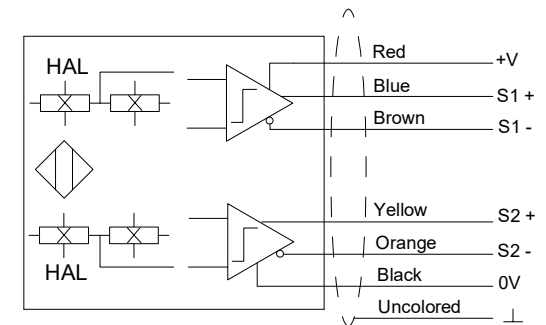 HAL
Red +V
Blue S1 +
Brown S1 -
Yellow S2 +
Orange S2 -
HAL
Black 0V
Uncolored